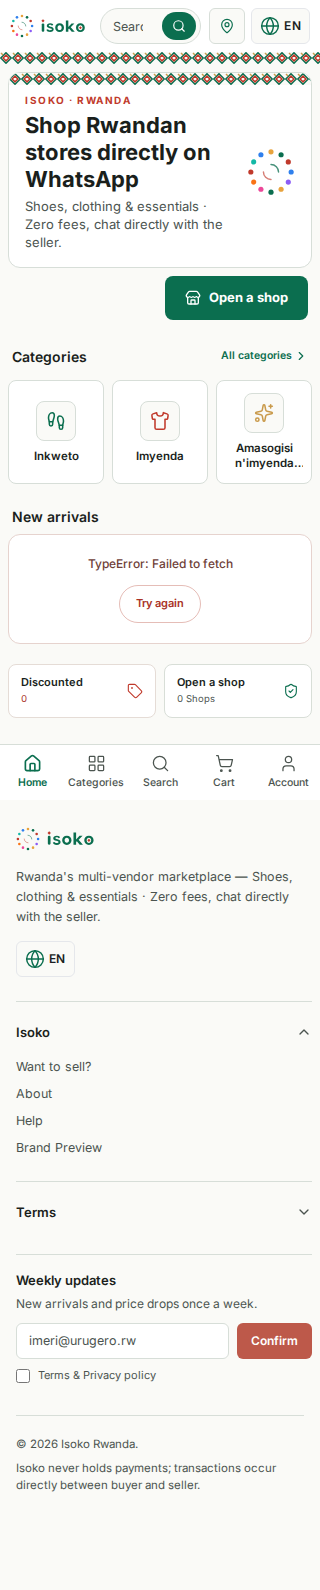 isoko
Searc
EN
ISOKO · RWANDA
Shop Rwandan
stores directly on
WhatsApp
Shoes, clothing & essentials ·
Zero fees, chat directly with the
seller.
Open a shop
Categories
All categories
Inkweto
Imyenda
Amasogisi
n'imyenda...
New arrivals
TypeError: Failed to fetch
Try again
Discounted
0
Open a shop
0 Shops
Home
Categories
Search
Cart
Account
isoko
Rwanda's multi-vendor marketplace — Shoes,
clothing & essentials · Zero fees, chat directly
with the seller.
EN
Isoko
Want to sell?
About
Help
Brand Preview
Terms
Weekly updates
New arrivals and price drops once a week.
imeri@urugero.rw
Confirm
Terms & Privacy policy
© 2026 Isoko Rwanda.
Isoko never holds payments; transactions occur
directly between buyer and seller.